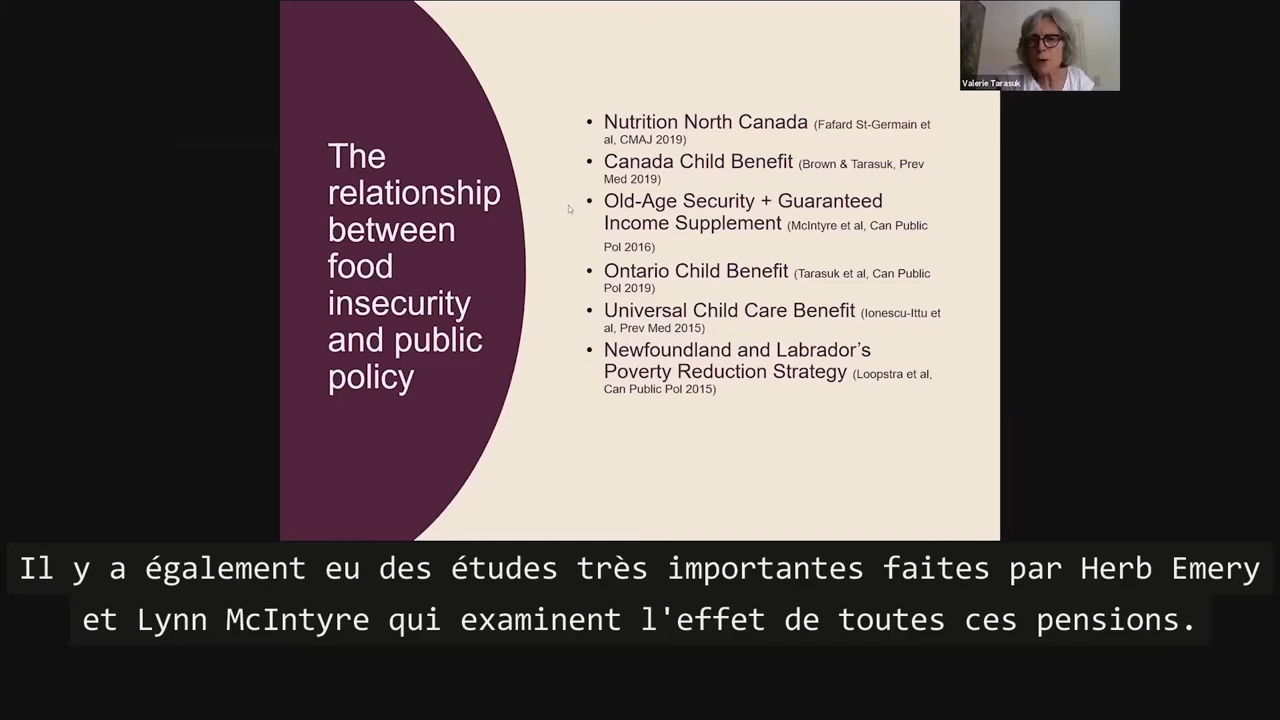 Valerie Tarasuk
The
relationship
between
food
insecurity
and public
policy
• Nutrition North Canada (Fafard St-Germain et
al, CMAJ 2019)
• Canada Child Benefit (Brown & Tarasuk, Prev
Med 2019)
• Old-Age Security + Guaranteed
Income Supplement (McIntyre et al, Can Public
Pol 2016)
• Ontario Child Benefit (Tarasuk et al, Can Public
Pol 2019)
• Universal Child Care Benefit (Ionescu-Ittu et
al, Prev Med 2015)
• Newfoundland and Labrador’s
Poverty Reduction Strategy (Loopstra et al,
Can Public Pol 2015)
Il y a également eu des études très importantes faites par Herb Emery
et Lynn McIntyre qui examinent l'effet de toutes ces pensions.